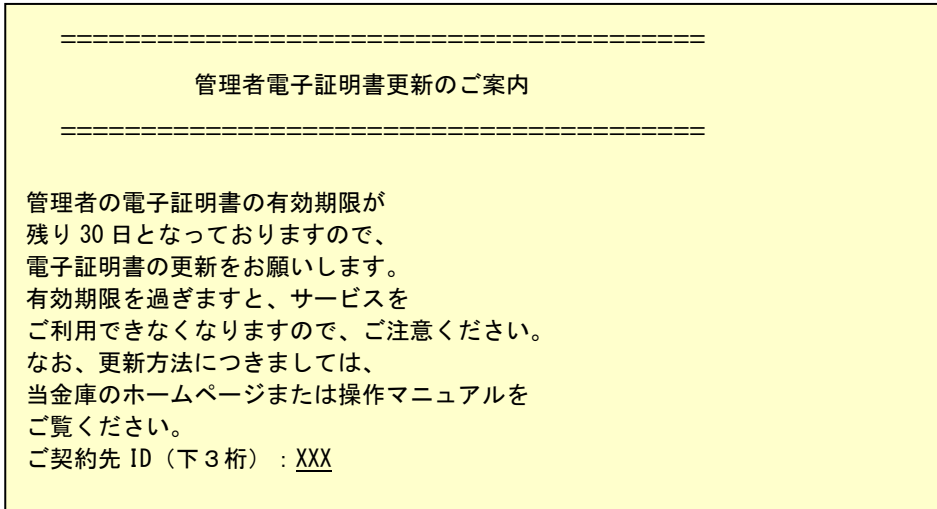 ========================================
管理者電子証明書更新のご案内
========================================
管理者の電子証明書の有効期限が
残り 30 日となっておりますので、
電子証明書の更新をお願いします。
有効期限を過ぎますと、サービスを
ご利用できなくなりますので、ご注意ください。
なお、更新方法につきましては、
当金庫のホームページまたは操作マニュアルを
ご覧ください。
ご契約先 ID（下３桁）：XXX